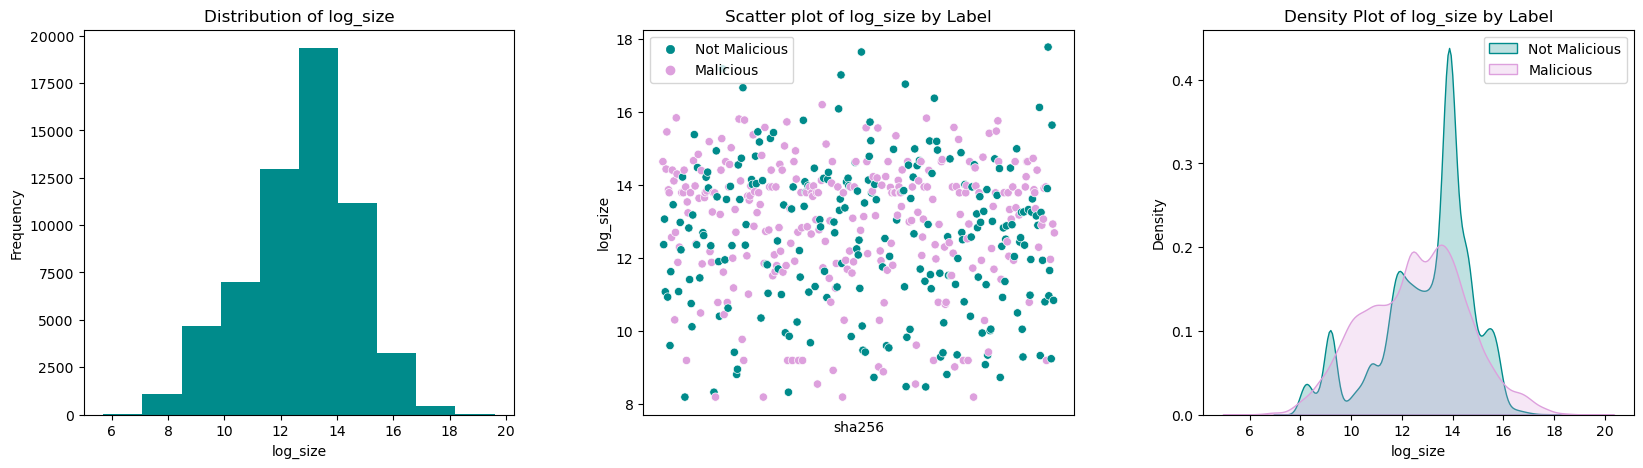 Distribution of log_size
20000
17500
15000
12500
10000
7500
5000
2500
0
Frequency
6 8 10 12 14 16 18 20
log_size
Scatter plot of log_size by Label
Not Malicious
Malicious
18
16
14
12
10
8
log_size
sha256
Density Plot of log_size by Label
Not Malicious
Malicious
0.4
0.3
0.2
0.1
0.0
Density
6 8 10 12 14 16 18 20
log_size